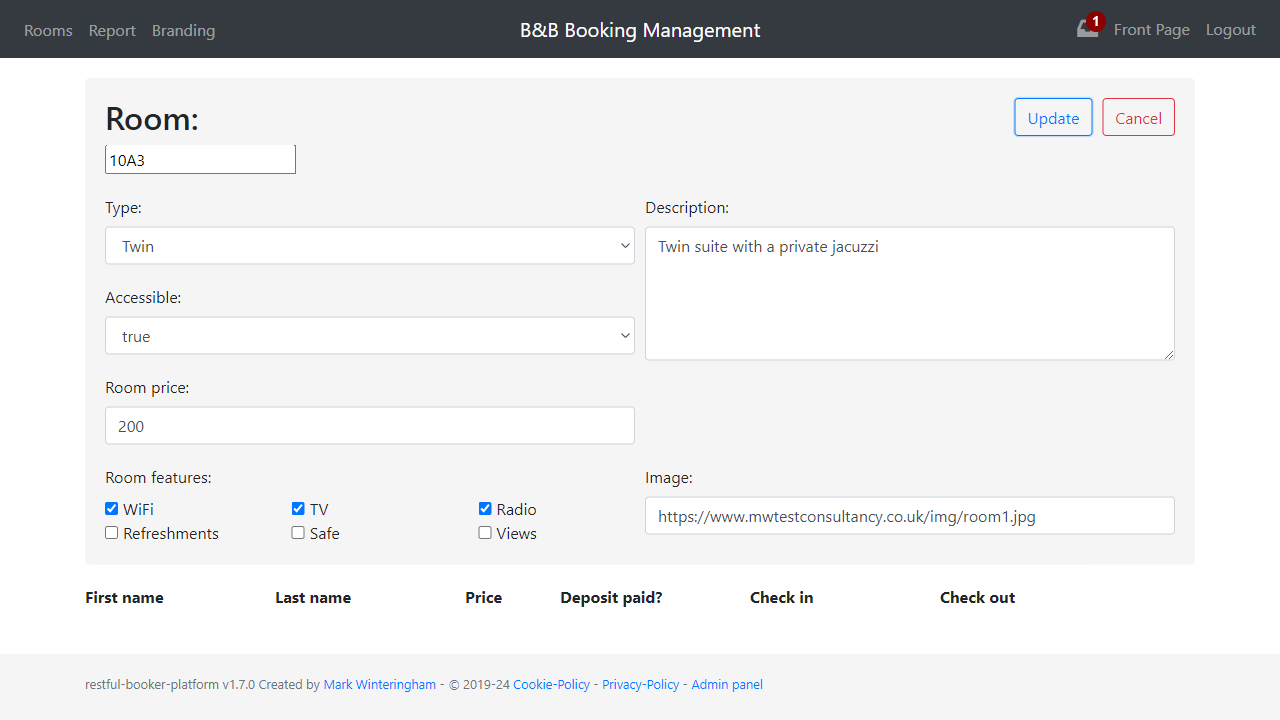 Rooms Report Branding B&B Booking Management 1 Front Page Logout
Room: Update Cancel
10A3
Type: Description:
Twin Twin suite with a private jacuzzi
Accessible:
true
Room price:
200
Room features: Image:
WiFi TV Radio https://www.mwtestconsultancy.co.uk/img/room1.jpg
Refreshments Safe Views
First name Last name Price Deposit paid? Check in Check out
restful-booker-platform v1.7.0 Created by Mark Winteringham - © 2019-24 Cookie-Policy - Privacy-Policy - Admin panel